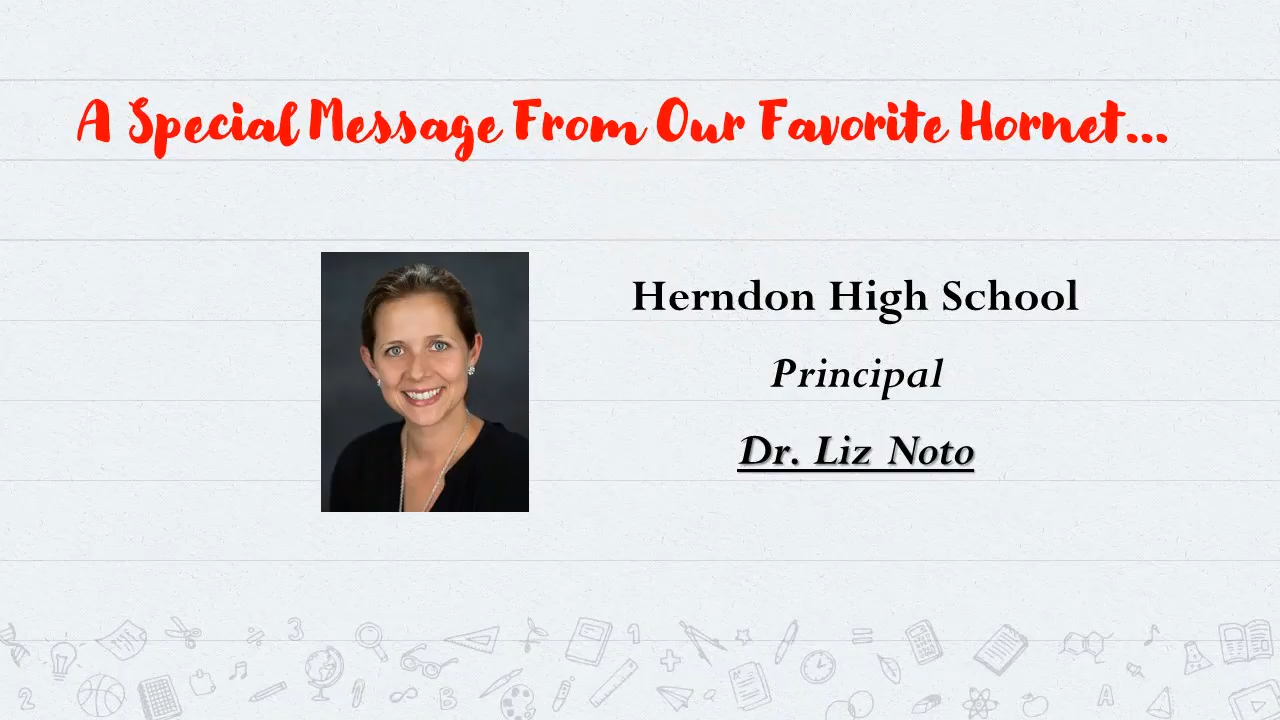 A Special Message From Our Favorite Hornet...
Herndon High School
Principal
Dr. Liz Noto